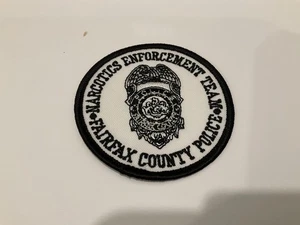 NARCOTICS ENFORCEMENT TEAM
FAIRFAX COUNTY POLICE